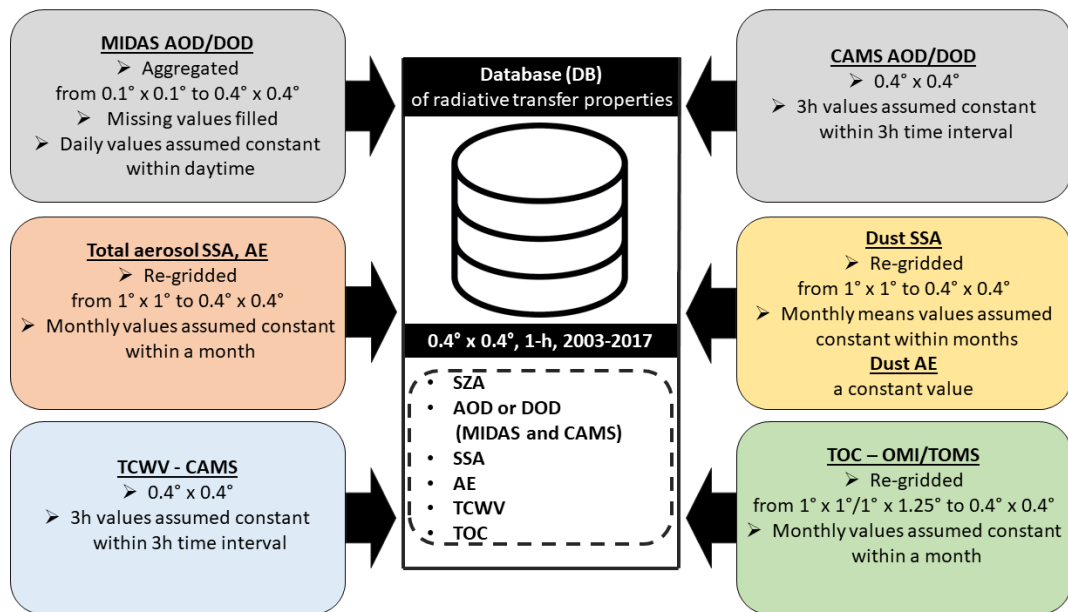 MIDAS AOD/DOD
➢ Aggregated
from 0.1° x 0.1° to 0.4° x 0.4°
➢ Missing values filled
➢ Daily values assumed constant
within daytime
Total aerosol SSA, AE
➢ Re-gridded
from 1° x 1° to 0.4° x 0.4°
➢ Monthly values assumed constant
within a month
TCWV - CAMS
➢ 0.4° x 0.4°
➢ 3h values assumed constant
within 3h time interval
Database (DB)
of radiative transfer properties
0.4° x 0.4°, 1-h, 2003-2017
• SZA
• AOD or DOD
(MIDAS and CAMS)
• SSA
• AE
• TCWV
• TOC
CAMS AOD/DOD
➢ 0.4° x 0.4°
➢ 3h values assumed constant
within 3h time interval
Dust SSA
➢ Re-gridded
from 1° x 1° to 0.4° x 0.4°
➢ Monthly means values assumed
constant within months
Dust AE
a constant value
TOC – OMI/TOMS
➢ Re-gridded
from 1° x 1°/1° x 1.25° to 0.4° x 0.4°
➢ Monthly values assumed constant
within a month